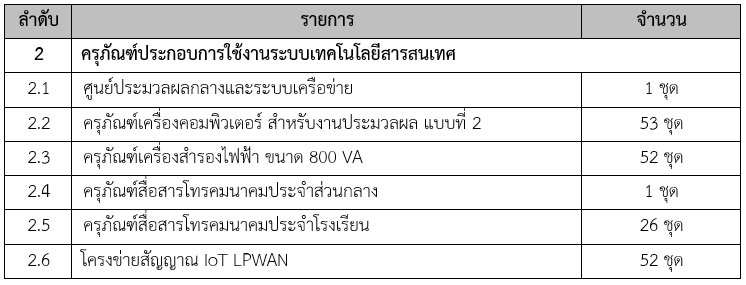 ลำดับ รายการ จำนวน
2 ครุภัณฑ์ประกอบการใช้งานระบบเทคโนโลยีสารสนเทศ
2.1 ศูนย์ประมวลผลกลางและระบบเครือข่าย 1 ชุด
2.2 ครุภัณฑ์เครื่องคอมพิวเตอร์ สำหรับงานประมวลผล แบบที่ 2 53 ชุด
2.3 ครุภัณฑ์เครื่องสำรองไฟฟ้า ขนาด 800 VA 52 ชุด
2.4 ครุภัณฑ์สื่อสารโทรคมนาคมประจำส่วนกลาง 1 ชุด
2.5 ครุภัณฑ์สื่อสารโทรคมนาคมประจำโรงเรียน 26 ชุด
2.6 โครงข่ายสัญญาณ IoT LPWAN 52 ชุด